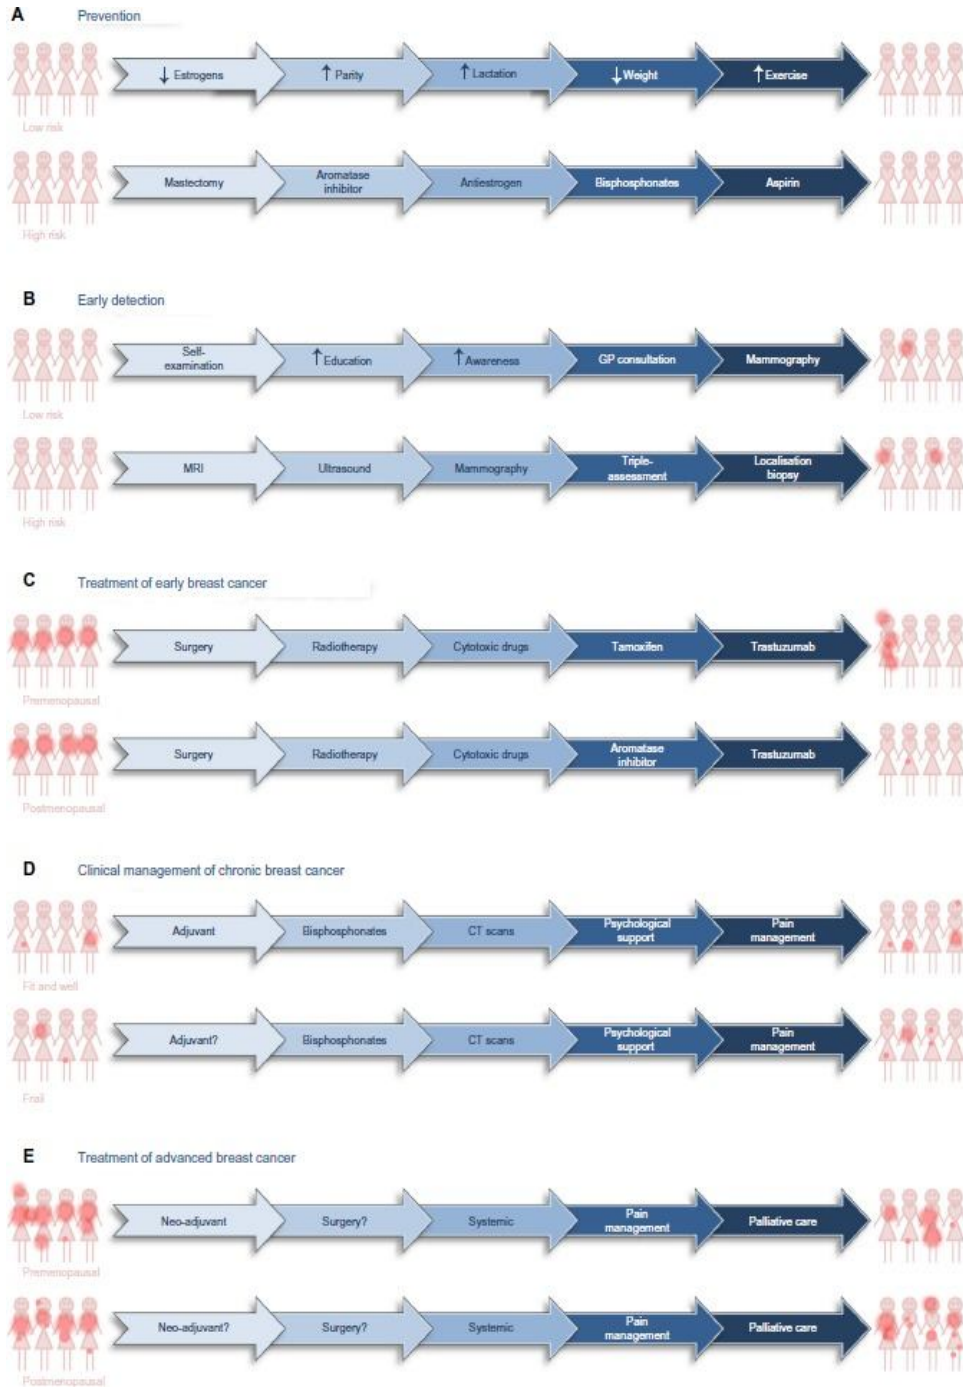 A Prevention
↓ Estrogens ↑ Parity ↑ Lactation ↓ Weight ↑ Exercise
Low risk
Mastectomy Aromatase inhibitor Antiestrogen Bisphosphonates Aspirin
High risk
B Early detection
Self-examination ↑ Education ↑ Awareness GP consultation Mammography
Low risk
MRI Ultrasound Mammography Triple-assessment Localisation biopsy
High risk
C Treatment of early breast cancer
Surgery Radiotherapy Cytotoxic drugs Tamoxifen Trastuzumab
Premenopausal
Surgery Radiotherapy Cytotoxic drugs Aromatase inhibitor Trastuzumab
Postmenopausal
D Clinical management of chronic breast cancer
Adjuvant Bisphosphonates CT scans Psychological support Pain management
Fit and well
Adjuvant? Bisphosphonates CT scans Psychological support Pain management
Frail
E Treatment of advanced breast cancer
Neo-adjuvant Surgery? Systemic Pain management Palliative care
Premenopausal
Neo-adjuvant? Surgery? Systemic Pain management Palliative care
Postmenopausal